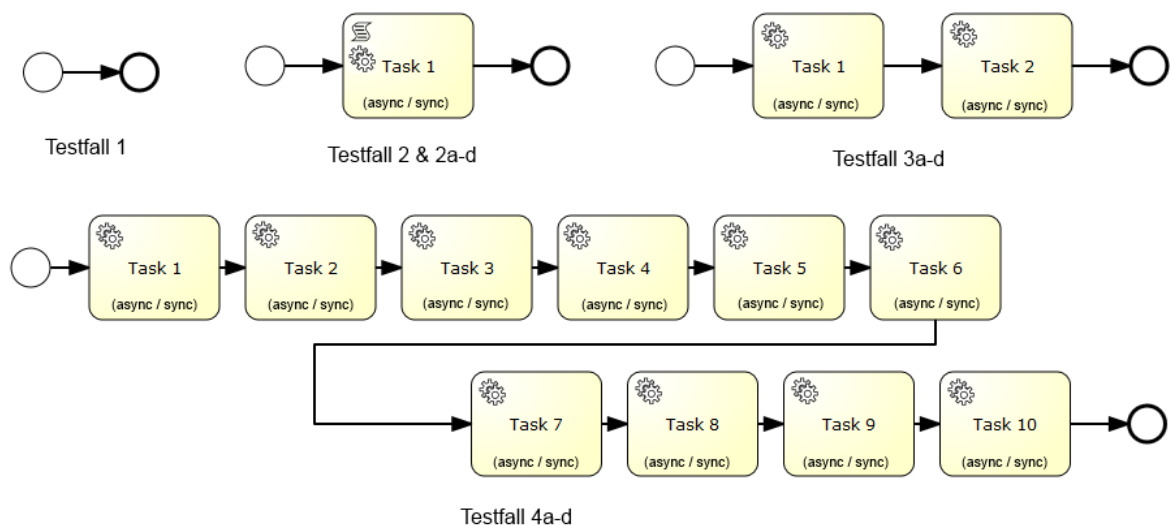 Task 1
(async / sync)
Testfall 1
Testfall 2 & 2a-d
Task 1
(async / sync)
Task 2
(async / sync)
Testfall 3a-d
Task 1
(async / sync)
Task 2
(async / sync)
Task 3
(async / sync)
Task 4
(async / sync)
Task 5
(async / sync)
Task 6
(async / sync)
Task 7
(async / sync)
Task 8
(async / sync)
Task 9
(async / sync)
Task 10
(async / sync)
Testfall 4a-d